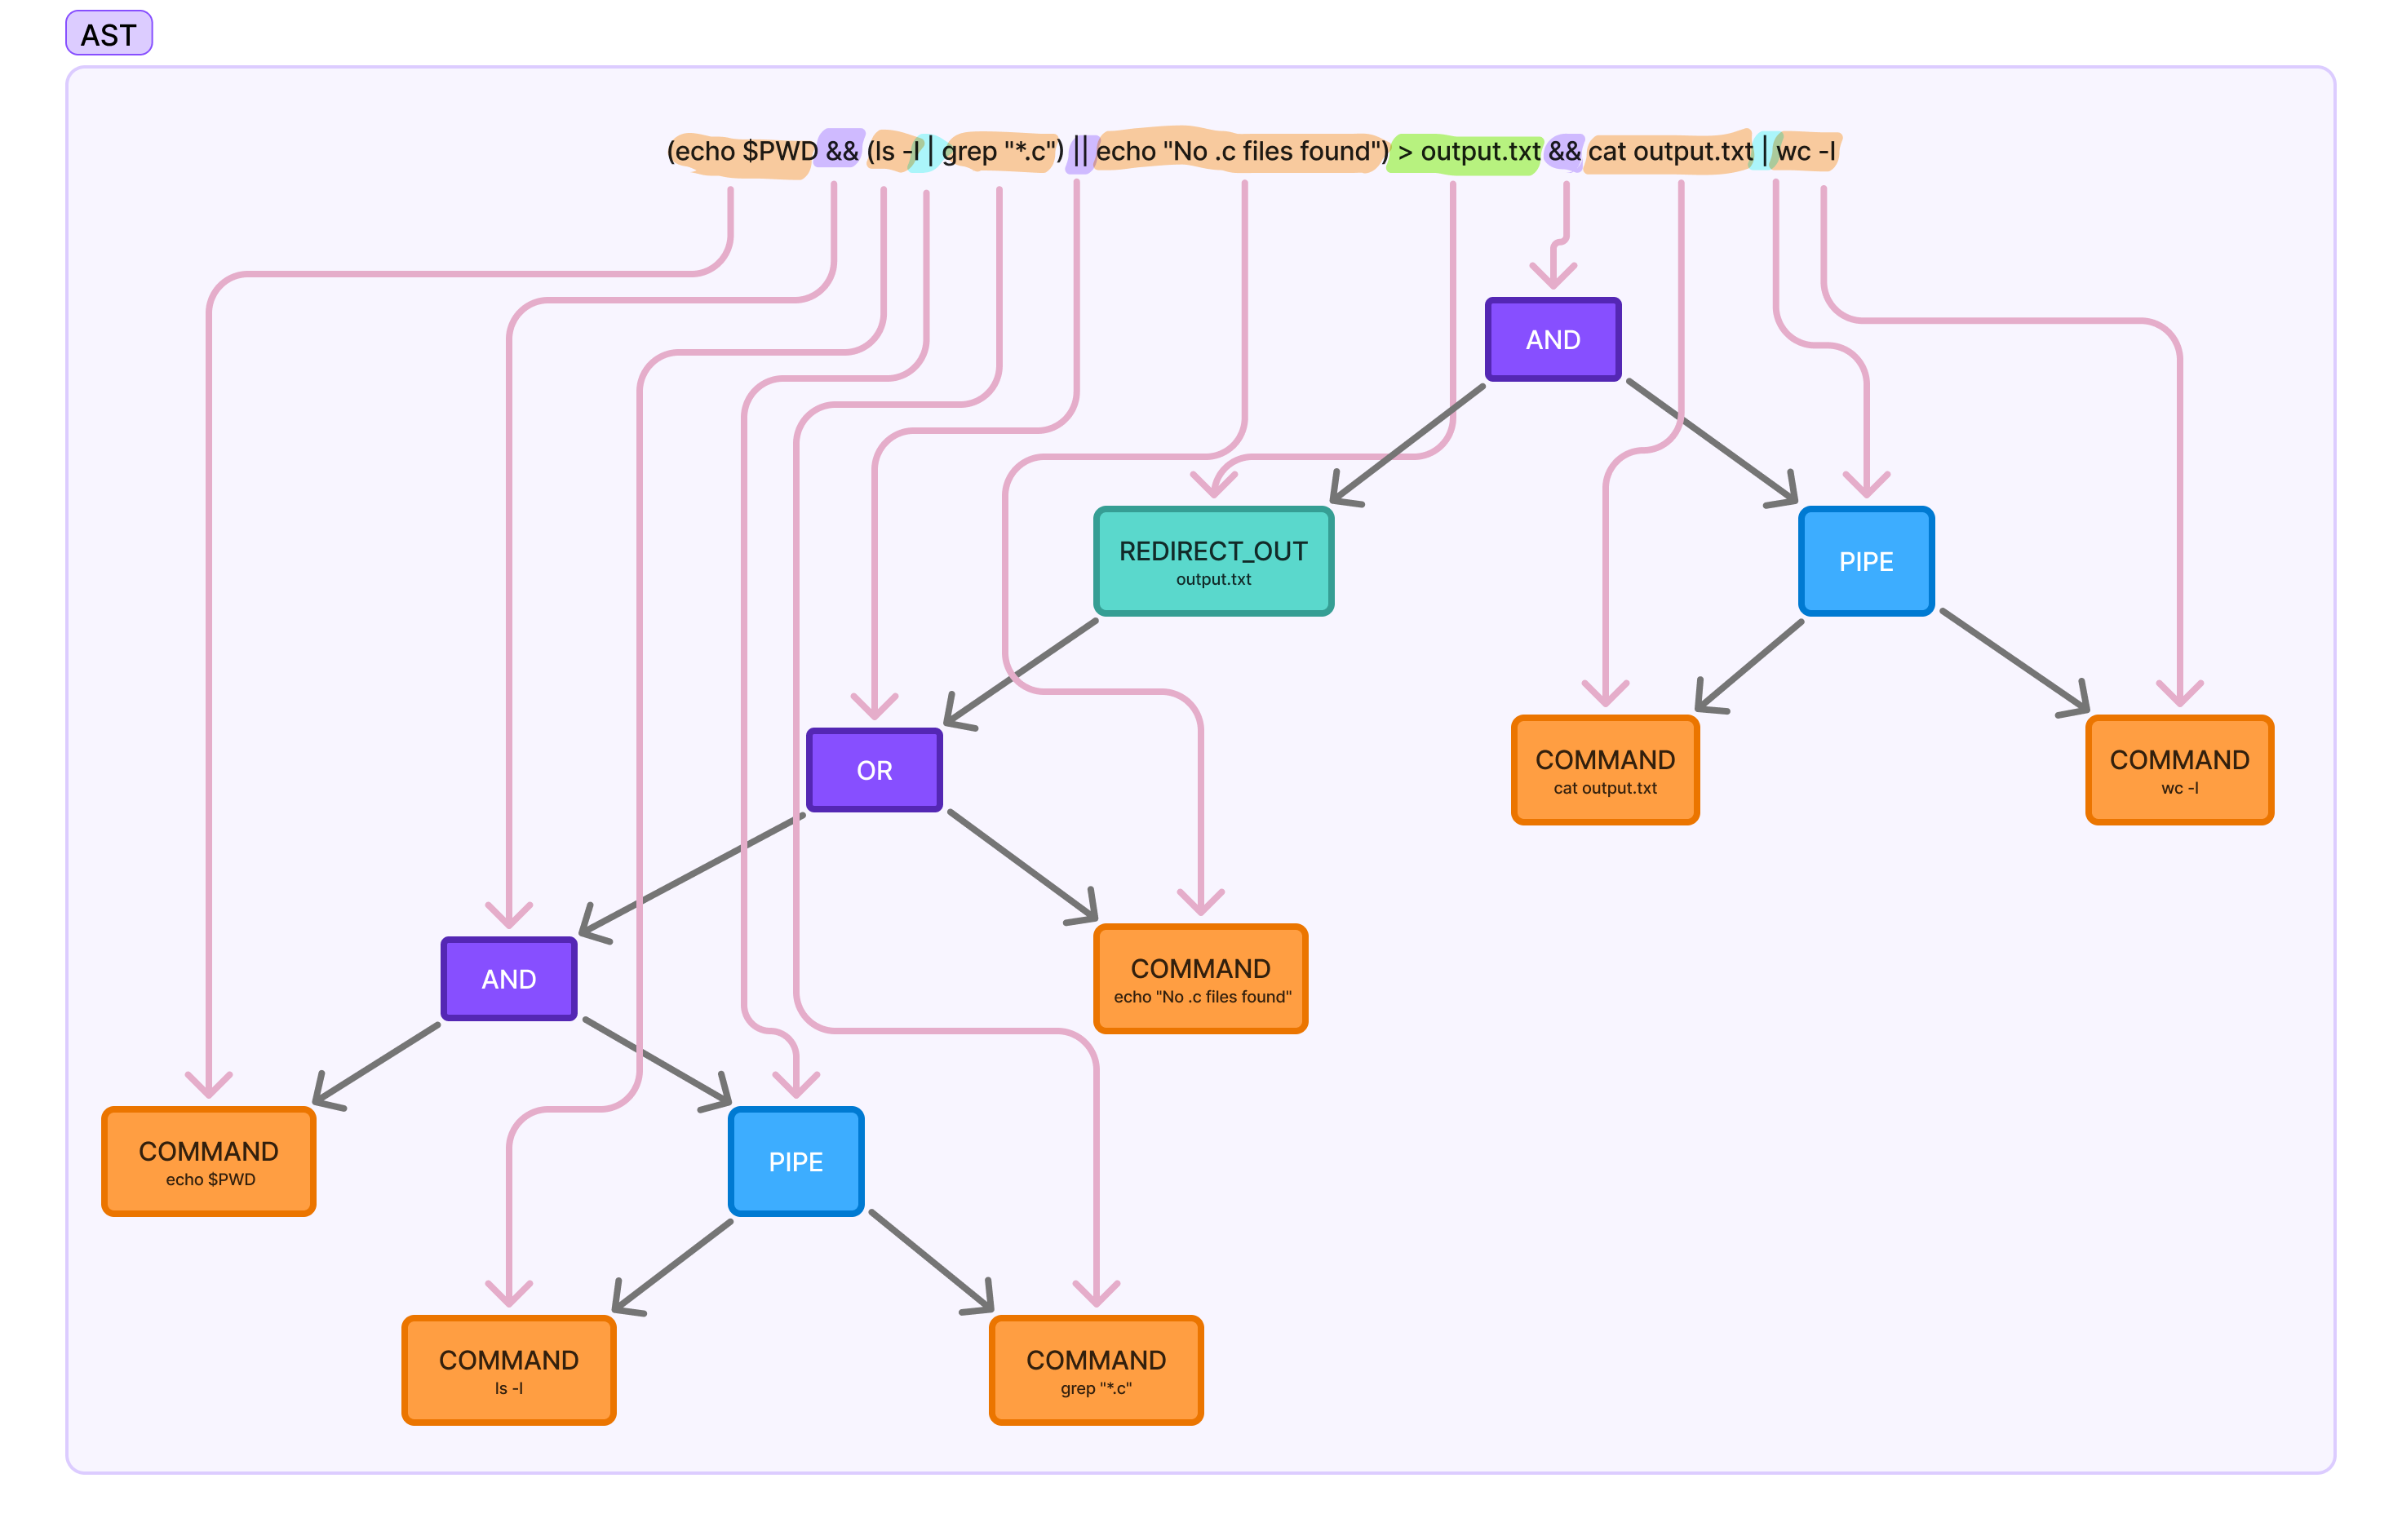 AST
(echo $PWD && (ls -l | grep "*.c") || echo "No .c files found") > output.txt && cat output.txt | wc -l
AND
REDIRECT_OUT
output.txt
PIPE
OR
COMMAND
cat output.txt
COMMAND
wc -l
AND
COMMAND
echo "No .c files found"
COMMAND
echo $PWD
PIPE
COMMAND
ls -l
COMMAND
grep "*.c"